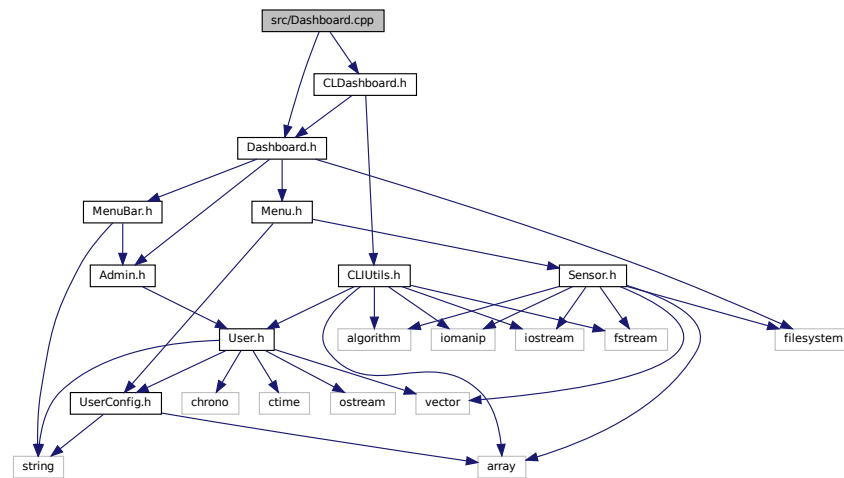 src/Dashboard.cpp
CLDashboard.h
Dashboard.h
MenuBar.h
Menu.h
Admin.h
CLIUtils.h
Sensor.h
User.h
algorithm
iomanip
iostream
fstream
filesystem
UserConfig.h
chrono
ctime
ostream
vector
string
array